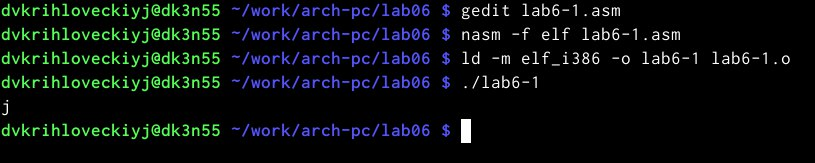 dvkrihloveckiyj@dk3n55 ~/work/arch-pc/lab06 $ gedit lab6-1.asm
dvkrihloveckiyj@dk3n55 ~/work/arch-pc/lab06 $ nasm -f elf lab6-1.asm
dvkrihloveckiyj@dk3n55 ~/work/arch-pc/lab06 $ ld -m elf_i386 -o lab6-1 lab6-1.o
dvkrihloveckiyj@dk3n55 ~/work/arch-pc/lab06 $ ./lab6-1
j
dvkrihloveckiyj@dk3n55 ~/work/arch-pc/lab06 $